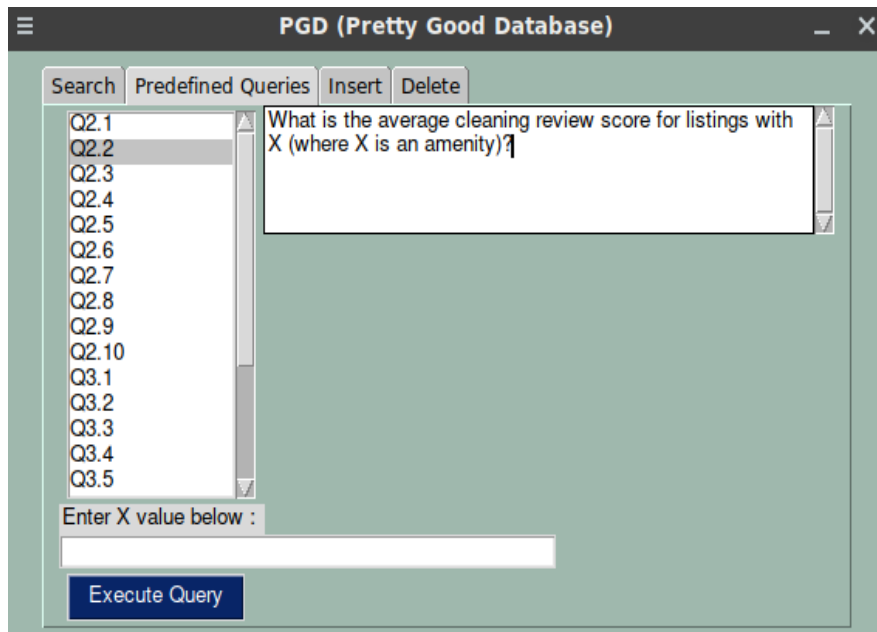 PGD (Pretty Good Database)
Search Predefined Queries Insert Delete
Q2.1
Q2.2
Q2.3
Q2.4
Q2.5
Q2.6
Q2.7
Q2.8
Q2.9
Q2.10
Q3.1
Q3.2
Q3.3
Q3.4
Q3.5
What is the average cleaning review score for listings with
X (where X is an amenity)?
Enter X value below :
Execute Query